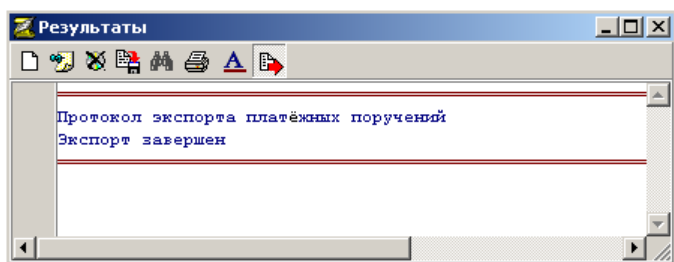 Результаты
A
Протокол экспорта платёжных поручений
Экспорт завершен